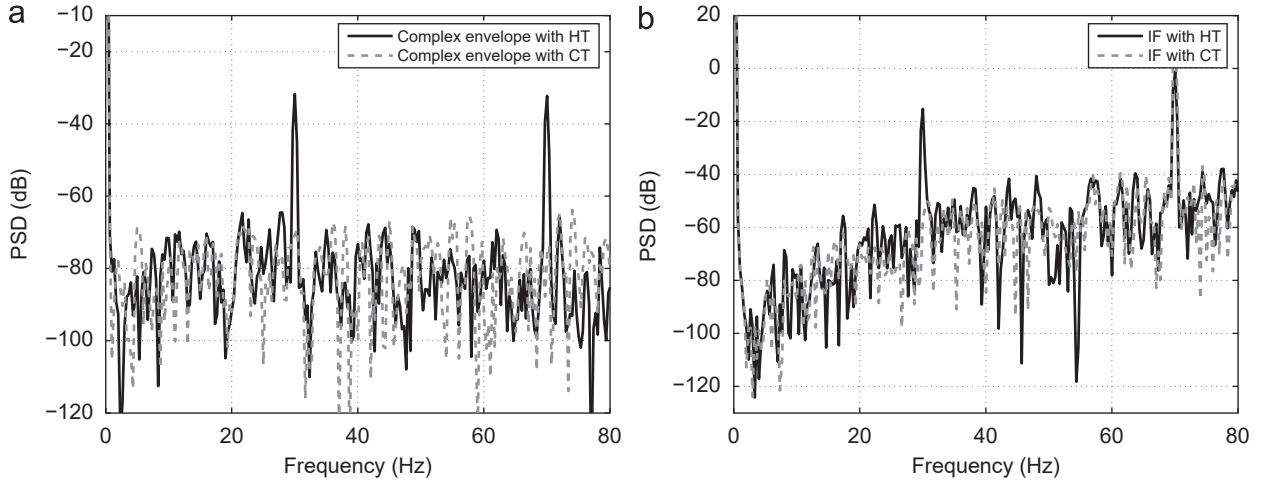 a
−10
−20
−40
−60
−80
−100
−120
PSD (dB)
0 20 40 60 80
Frequency (Hz)
Complex envelope with HT
Complex envelope with CT
b
20
0
−20
−40
−60
−80
−100
−120
PSD (dB)
0 20 40 60 80
Frequency (Hz)
IF with HT
IF with CT